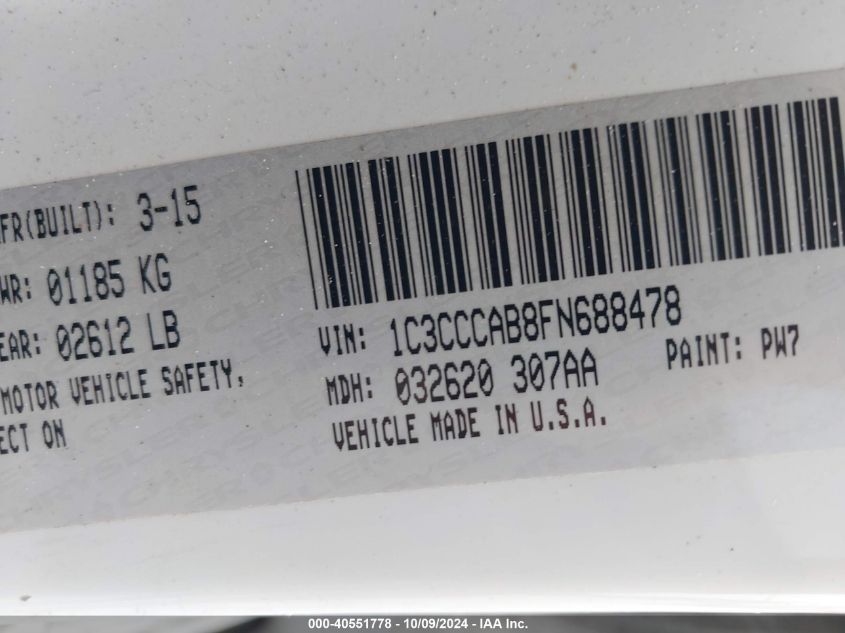 FR(BUILT): 3-15
WR: 01185 KG
EAR: 02612 LB
MOTOR VEHICLE SAFETY,
ECT ON
VIN: 1C3CCCAB8FN688478
MDH: 032620 307AA PAINT: PW7
VEHICLE MADE IN U.S.A.
000-40551778 - 10/09/2024 - IAA Inc.